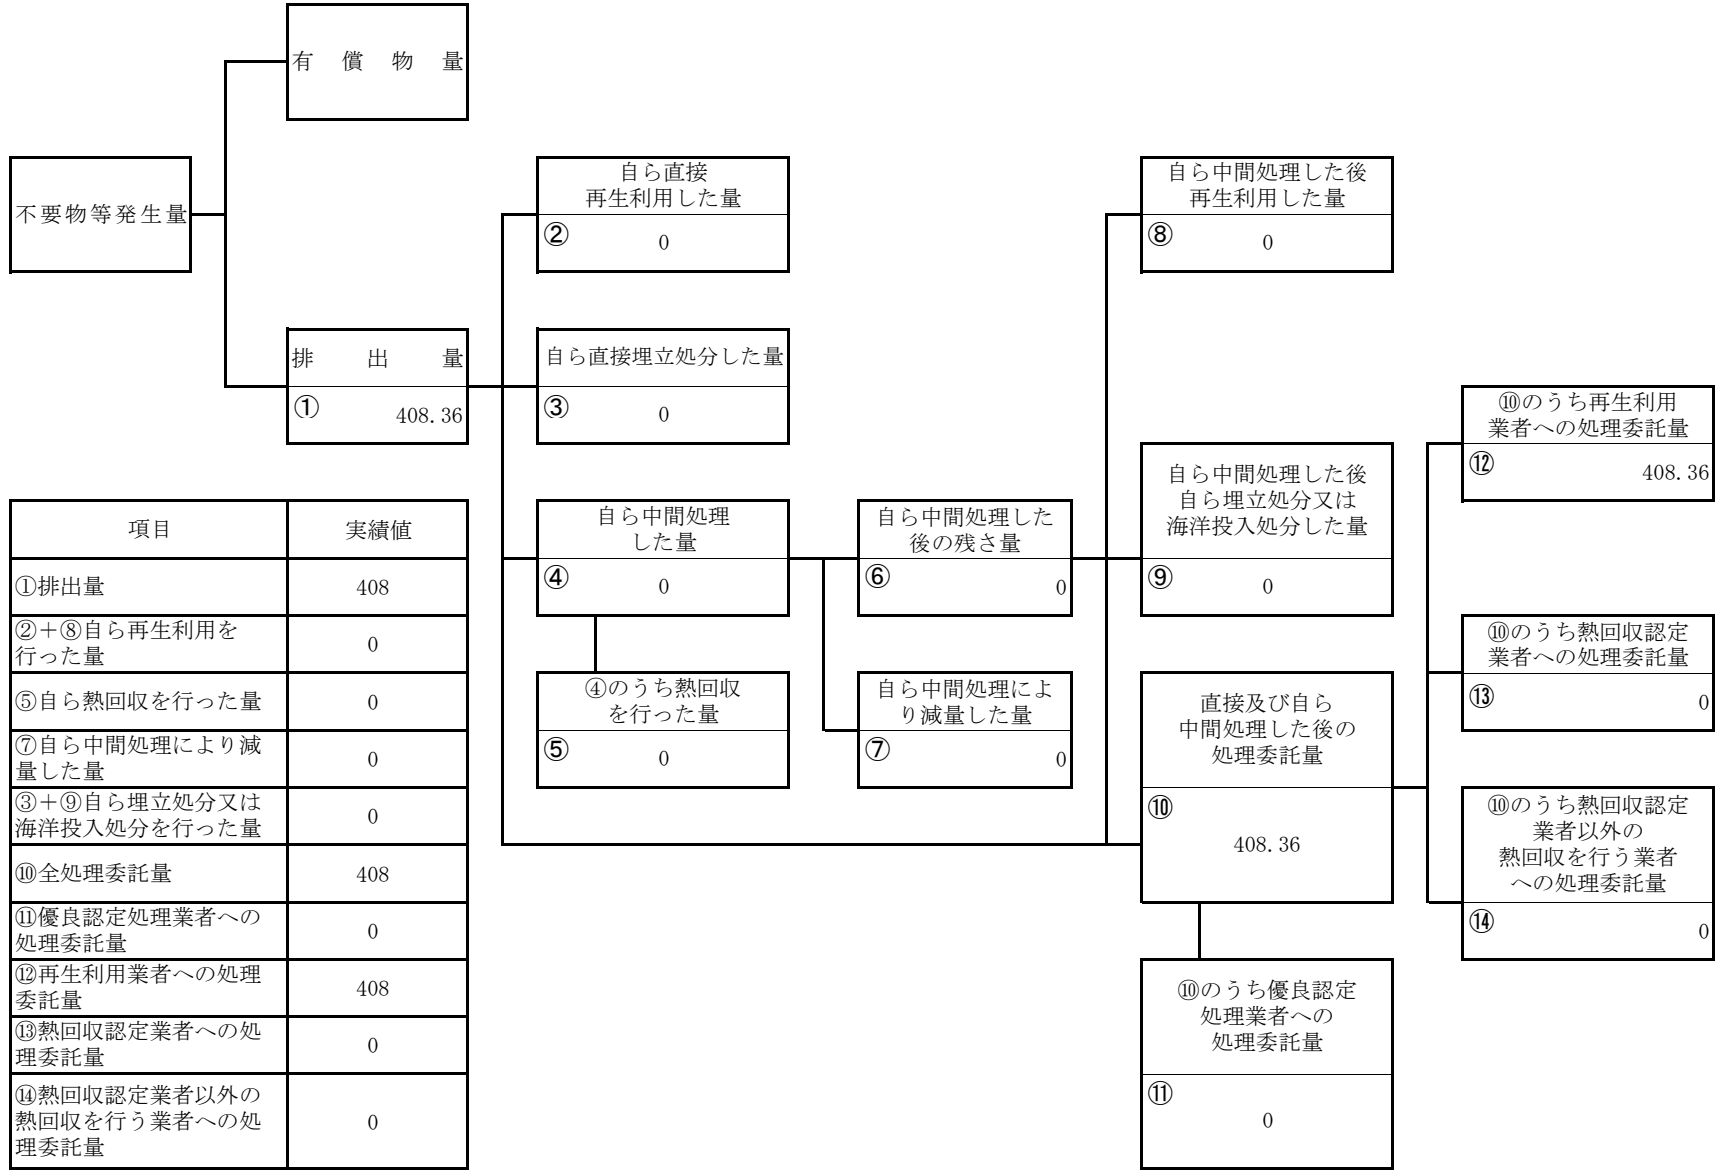 有償物量
不要物等発生量
排出量
①
408.36
自ら直接
再生利用した量
②
0
自ら直接埋立処分した量
③
0
自ら中間処理
した量
④
0
④のうち熱回収
を行った量
⑤
0
自ら中間処理した
後の残さ量
⑥
0
自ら中間処理によ
り減量した量
⑦
0
自ら中間処理した後
再生利用した量
⑧
0
自ら中間処理した後
自ら埋立処分又は
海洋投入処分した量
⑨
0
直接及び自ら
中間処理した後の
処理委託量
⑩
408.36
⑩のうち優良認定
処理業者への
処理委託量
⑪
0
⑩のうち再生利用
業者への処理委託量
⑫
408.36
⑩のうち熱回収認定
業者への処理委託量
⑬
0
⑩のうち熱回収認定
業者以外の
熱回収を行う業者
への処理委託量
⑭
0
項目
実績値
①排出量
408
②+⑧自ら再生利用を
行った量
0
⑤自ら熱回収を行った量
0
⑦自ら中間処理により減
量した量
0
③+⑨自ら埋立処分又は
海洋投入処分を行った量
0
⑩全処理委託量
408
⑪優良認定処理業者への
処理委託量
0
⑫再生利用業者への処理
委託量
408
⑬熱回収認定業者への処
理委託量
0
⑭熱回収認定業者以外の
熱回収を行う業者への処
理委託量
0